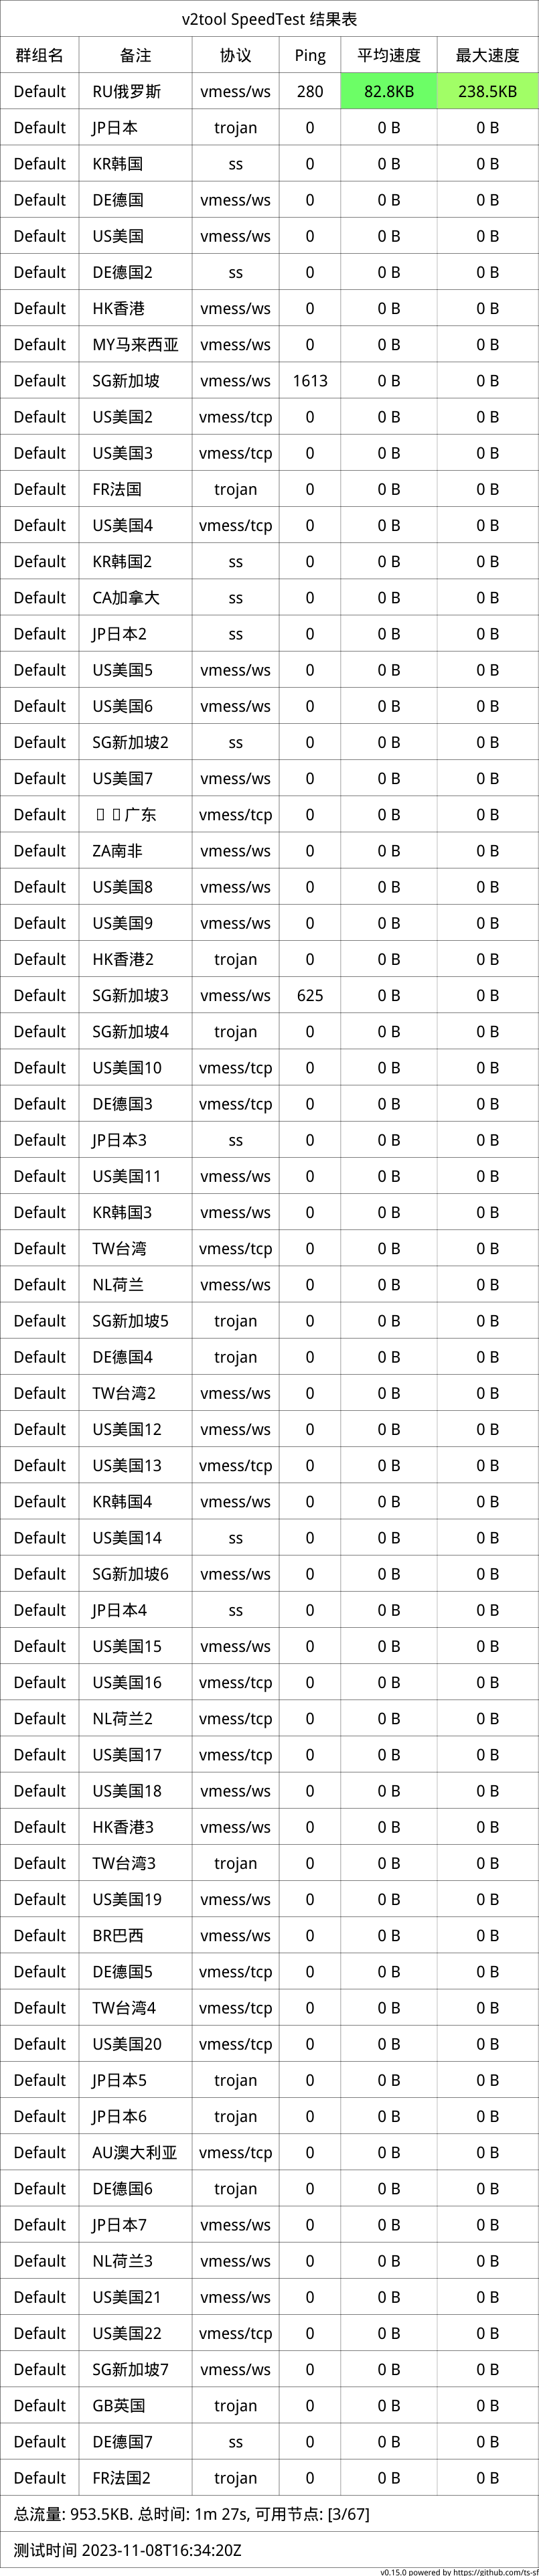 v2tool SpeedTest 结果表
群组名 备注 协议 Ping 平均速度 最大速度
Default RU俄罗斯 vmess/ws 280 82.8KB 238.5KB
Default JP日本 trojan 0 0 B 0 B
Default KR韩国 ss 0 0 B 0 B
Default DE德国 vmess/ws 0 0 B 0 B
Default US美国 vmess/ws 0 0 B 0 B
Default DE德国2 ss 0 0 B 0 B
Default HK香港 vmess/ws 0 0 B 0 B
Default MY马来西亚 vmess/ws 0 0 B 0 B
Default SG新加坡 vmess/ws 1613 0 B 0 B
Default US美国2 vmess/tcp 0 0 B 0 B
Default US美国3 vmess/tcp 0 0 B 0 B
Default FR法国 trojan 0 0 B 0 B
Default US美国4 vmess/tcp 0 0 B 0 B
Default KR韩国2 ss 0 0 B 0 B
Default CA加拿大 ss 0 0 B 0 B
Default JP日本2 ss 0 0 B 0 B
Default US美国5 vmess/ws 0 0 B 0 B
Default US美国6 vmess/ws 0 0 B 0 B
Default SG新加坡2 ss 0 0 B 0 B
Default US美国7 vmess/ws 0 0 B 0 B
Default 广东 vmess/tcp 0 0 B 0 B
Default ZA南非 vmess/ws 0 0 B 0 B
Default US美国8 vmess/ws 0 0 B 0 B
Default US美国9 vmess/ws 0 0 B 0 B
Default HK香港2 trojan 0 0 B 0 B
Default SG新加坡3 vmess/ws 625 0 B 0 B
Default SG新加坡4 trojan 0 0 B 0 B
Default US美国10 vmess/tcp 0 0 B 0 B
Default DE德国3 vmess/tcp 0 0 B 0 B
Default JP日本3 ss 0 0 B 0 B
Default US美国11 vmess/ws 0 0 B 0 B
Default KR韩国3 vmess/ws 0 0 B 0 B
Default TW台湾 vmess/tcp 0 0 B 0 B
Default NL荷兰 vmess/ws 0 0 B 0 B
Default SG新加坡5 trojan 0 0 B 0 B
Default DE德国4 trojan 0 0 B 0 B
Default TW台湾2 vmess/ws 0 0 B 0 B
Default US美国12 vmess/ws 0 0 B 0 B
Default US美国13 vmess/tcp 0 0 B 0 B
Default KR韩国4 vmess/ws 0 0 B 0 B
Default US美国14 ss 0 0 B 0 B
Default SG新加坡6 vmess/ws 0 0 B 0 B
Default JP日本4 ss 0 0 B 0 B
Default US美国15 vmess/ws 0 0 B 0 B
Default US美国16 vmess/tcp 0 0 B 0 B
Default NL荷兰2 vmess/tcp 0 0 B 0 B
Default US美国17 vmess/tcp 0 0 B 0 B
Default US美国18 vmess/ws 0 0 B 0 B
Default HK香港3 vmess/ws 0 0 B 0 B
Default TW台湾3 trojan 0 0 B 0 B
Default US美国19 vmess/ws 0 0 B 0 B
Default BR巴西 vmess/ws 0 0 B 0 B
Default DE德国5 vmess/tcp 0 0 B 0 B
Default TW台湾4 vmess/tcp 0 0 B 0 B
Default US美国20 vmess/tcp 0 0 B 0 B
Default JP日本5 trojan 0 0 B 0 B
Default JP日本6 trojan 0 0 B 0 B
Default AU澳大利亚 vmess/tcp 0 0 B 0 B
Default DE德国6 trojan 0 0 B 0 B
Default JP日本7 vmess/ws 0 0 B 0 B
Default NL荷兰3 vmess/ws 0 0 B 0 B
Default US美国21 vmess/ws 0 0 B 0 B
Default US美国22 vmess/tcp 0 0 B 0 B
Default SG新加坡7 vmess/ws 0 0 B 0 B
Default GB英国 trojan 0 0 B 0 B
Default DE德国7 ss 0 0 B 0 B
Default FR法国2 trojan 0 0 B 0 B
总流量: 953.5KB. 总时间: 1m 27s, 可用节点: [3/67]
测试时间 2023-11-08T16:34:20Z
v0.15.0 powered by https://github.com/ts-sf